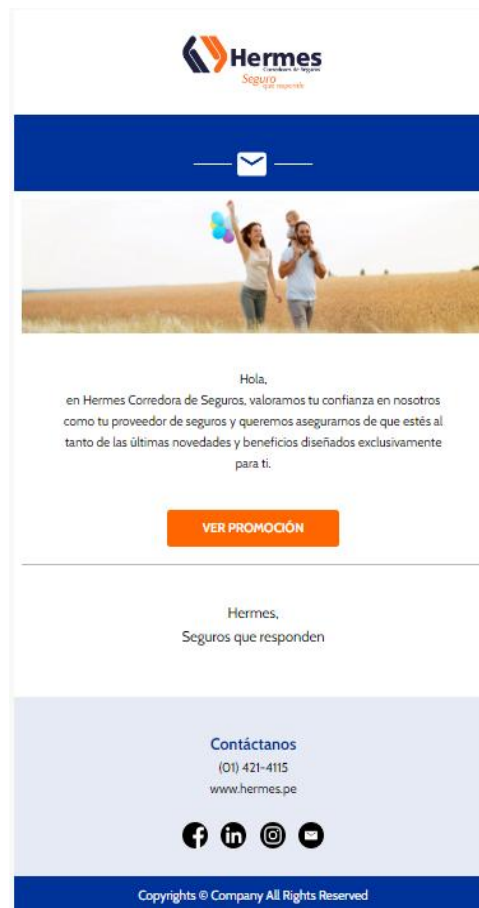 Hermes
Corredores de Seguros
Seguro
que responde
Hola,
en Hermes Corredora de Seguros, valoramos tu confianza en nosotros
como tu proveedor de seguros y queremos asegurarnos de que estés al
tanto de las últimas novedades y beneficios diseñados exclusivamente
para ti.
VER PROMOCIÓN
Hermes,
Seguros que responden
Contáctanos
(01) 421-4115
www.hermes.pe
Copyrights © Company All Rights Reserved